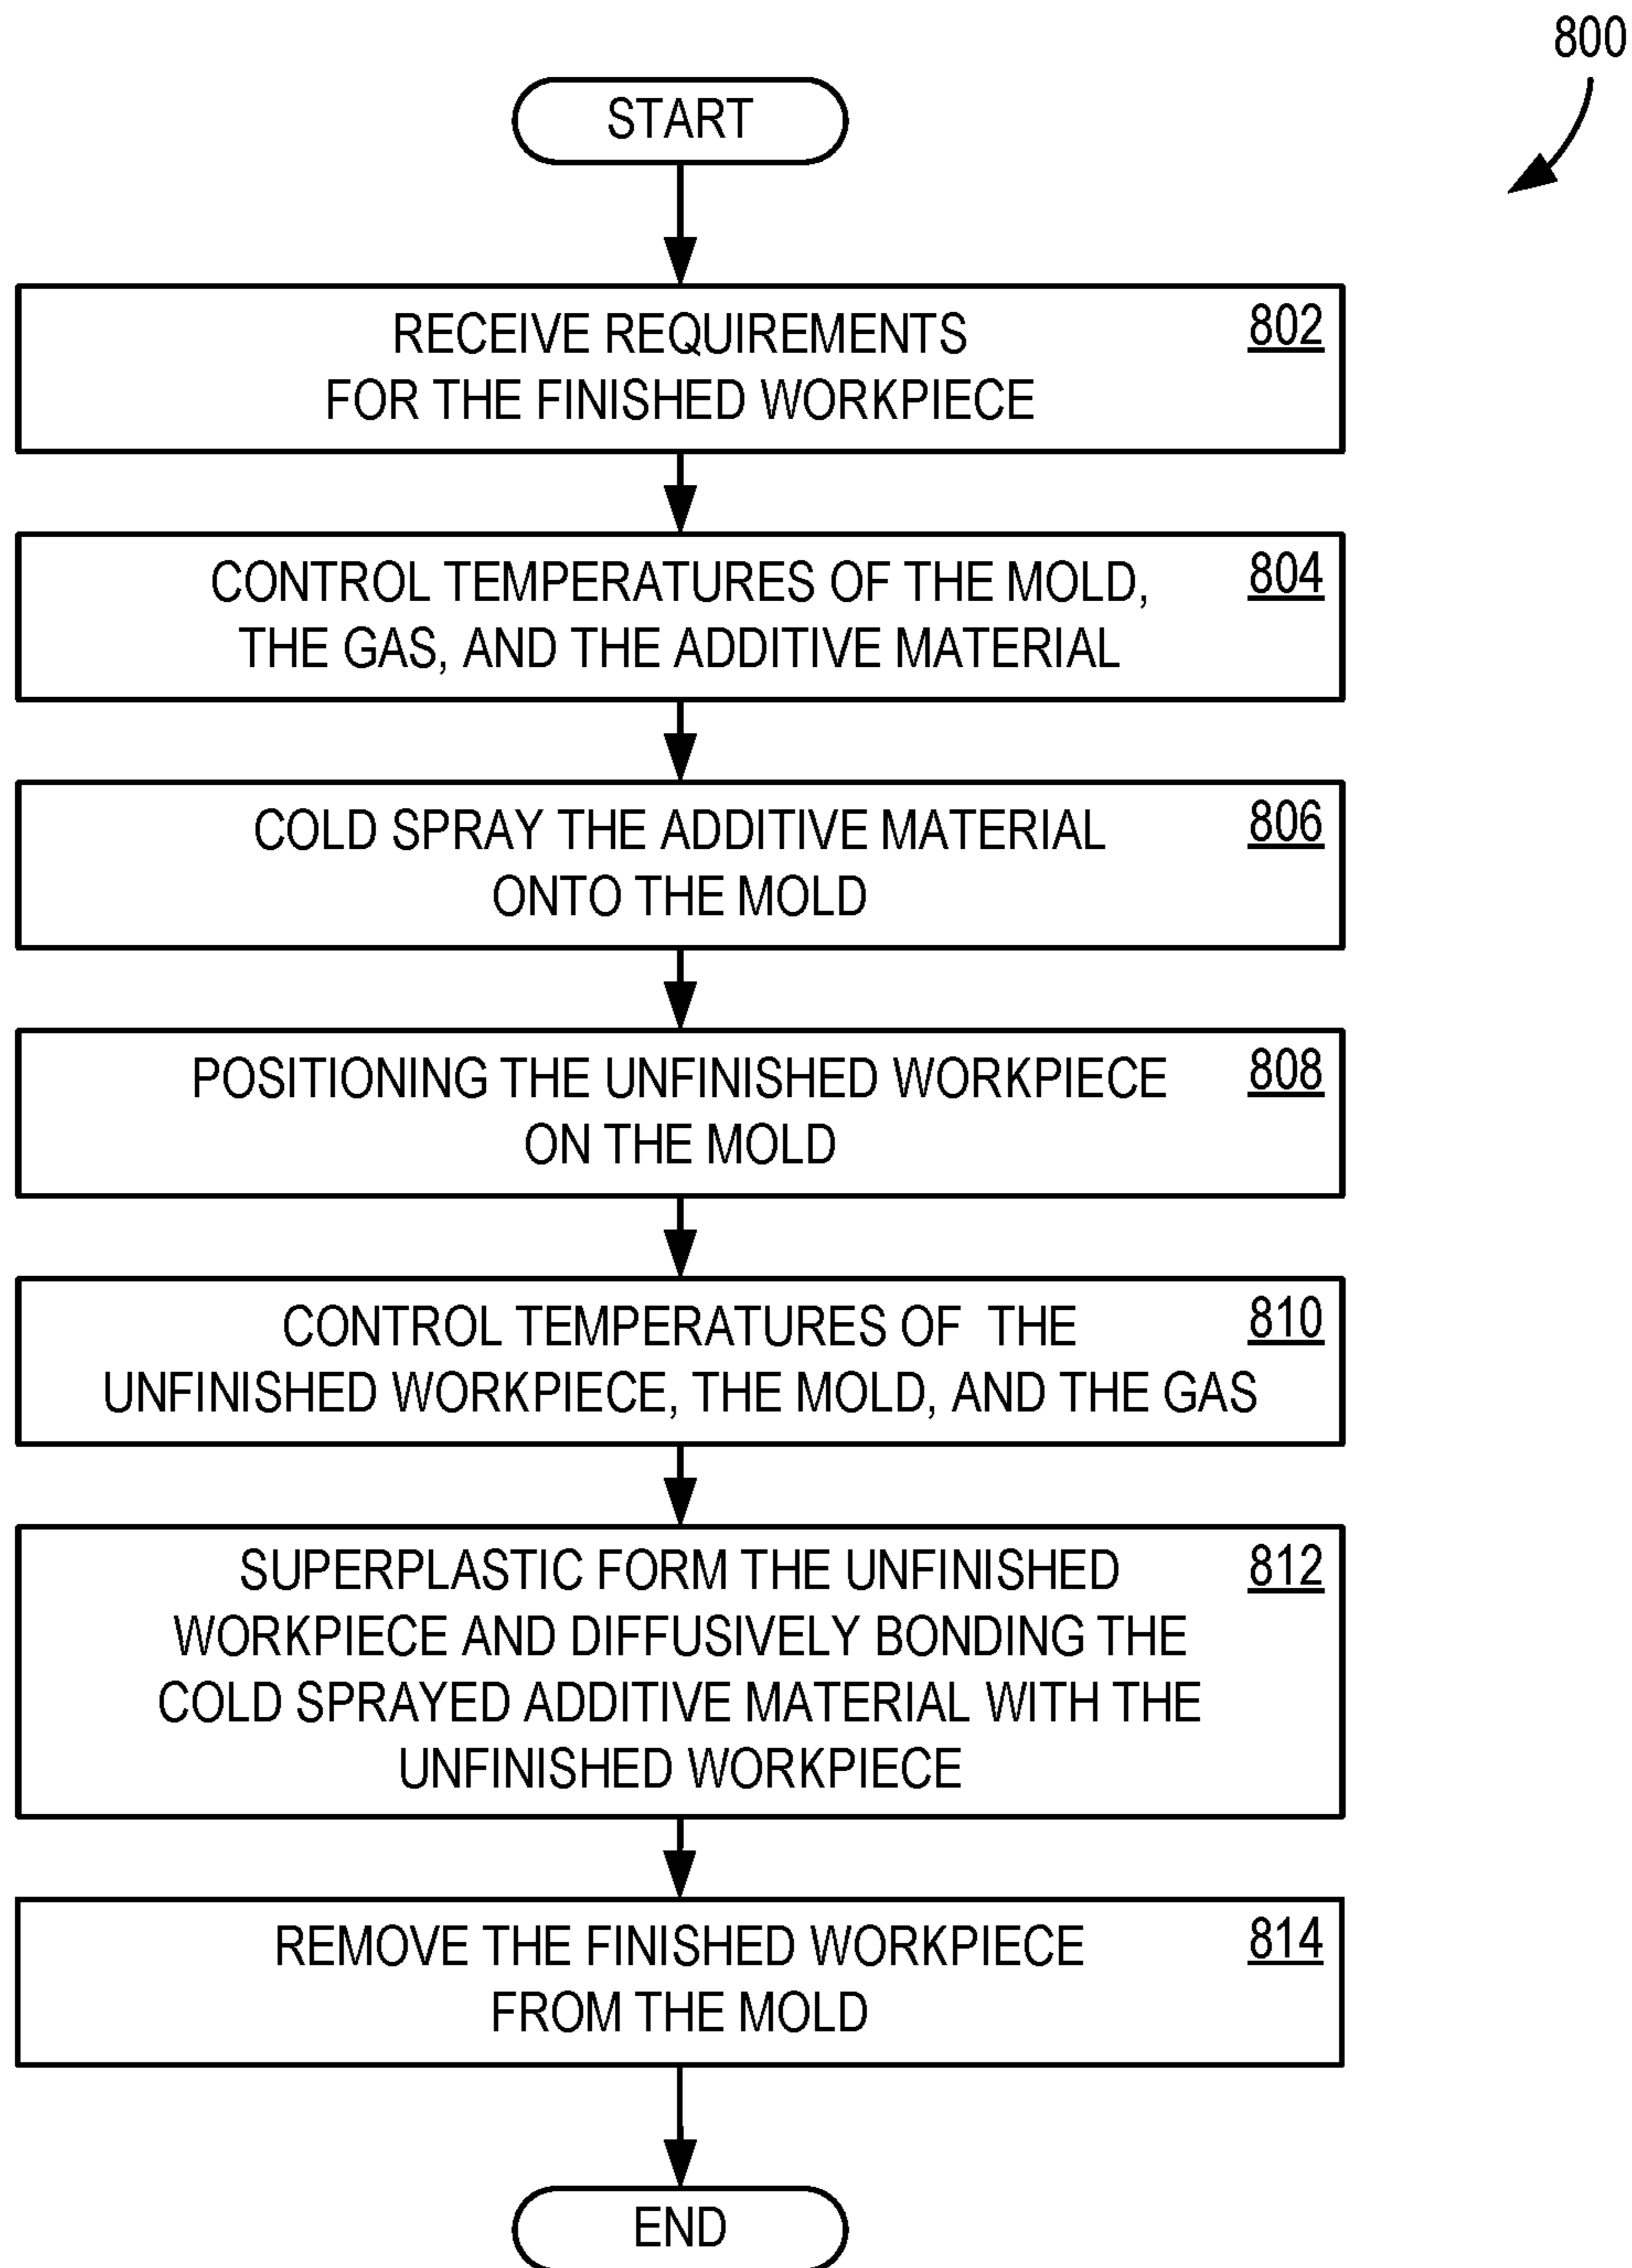 800
START
RECEIVE REQUIREMENTS
FOR THE FINISHED WORKPIECE
802
CONTROL TEMPERATURES OF THE MOLD,
THE GAS, AND THE ADDITIVE MATERIAL
804
COLD SPRAY THE ADDITIVE MATERIAL
ONTO THE MOLD
806
POSITIONING THE UNFINISHED WORKPIECE
ON THE MOLD
808
CONTROL TEMPERATURES OF THE
UNFINISHED WORKPIECE, THE MOLD, AND THE GAS
810
SUPERPLASTIC FORM THE UNFINISHED
WORKPIECE AND DIFFUSIVELY BONDING THE
COLD SPRAYED ADDITIVE MATERIAL WITH THE
UNFINISHED WORKPIECE
812
REMOVE THE FINISHED WORKPIECE
FROM THE MOLD
814
END